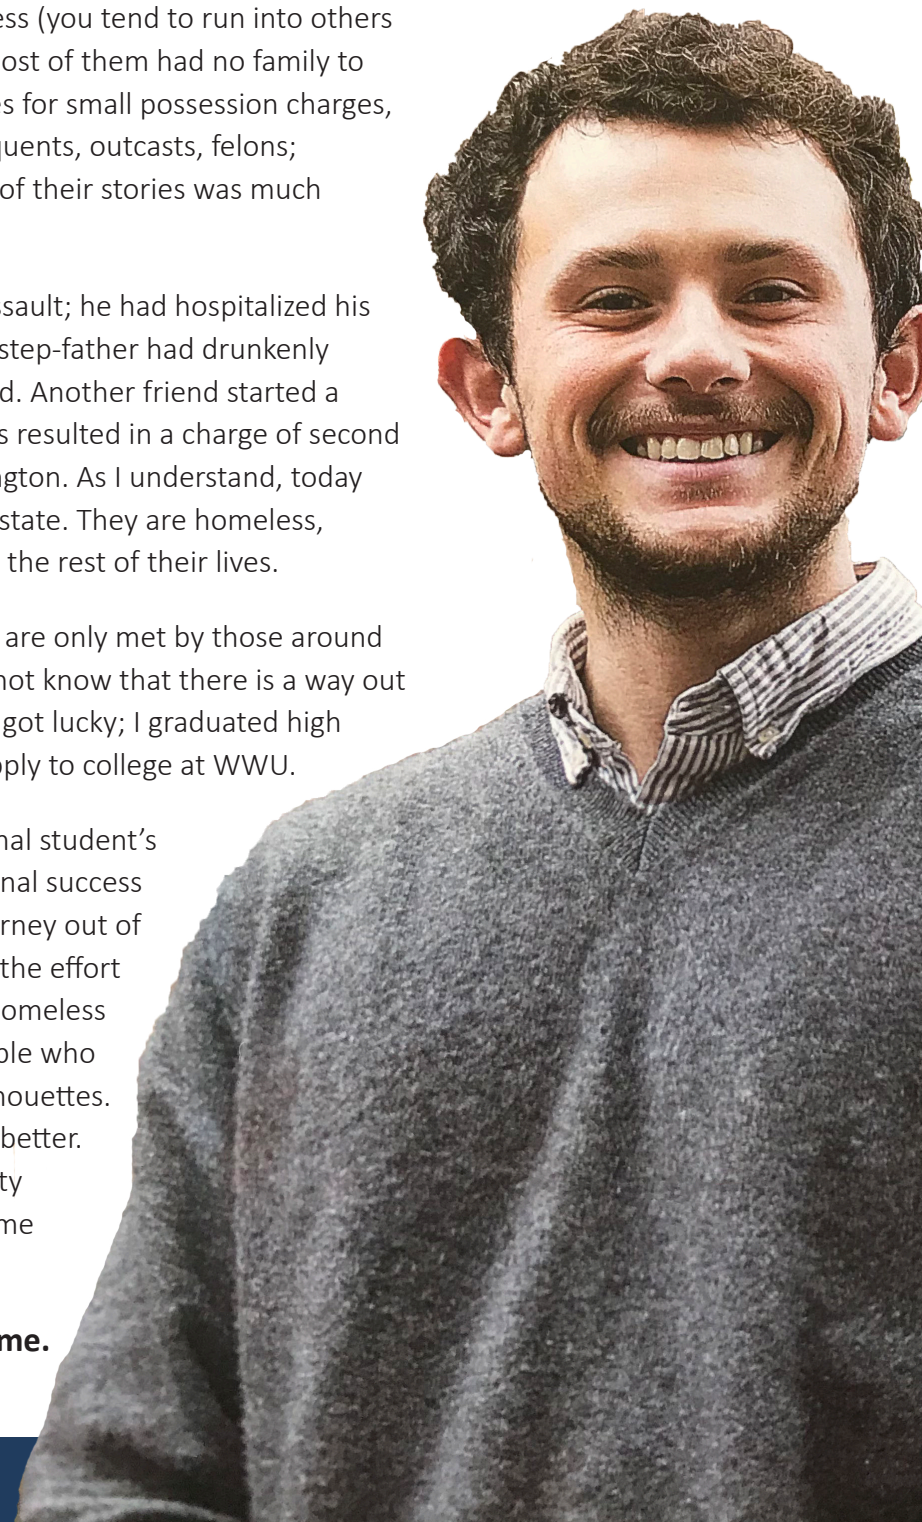 ess (you tend to run into others
ost of them had no family to
es for small possession charges,
quents, outcasts, felons;
of their stories was much
ssault; he had hospitalized his
step-father had drunkenly
d. Another friend started a
s resulted in a charge of second
ngton. As I understand, today
state. They are homeless,
the rest of their lives.
are only met by those around
not know that there is a way out
got lucky; I graduated high
pply to college at WWU.
nal student’s
nal success
rney out of
the effort
omeless
ple who
houettes.
better.
ty
me
me.